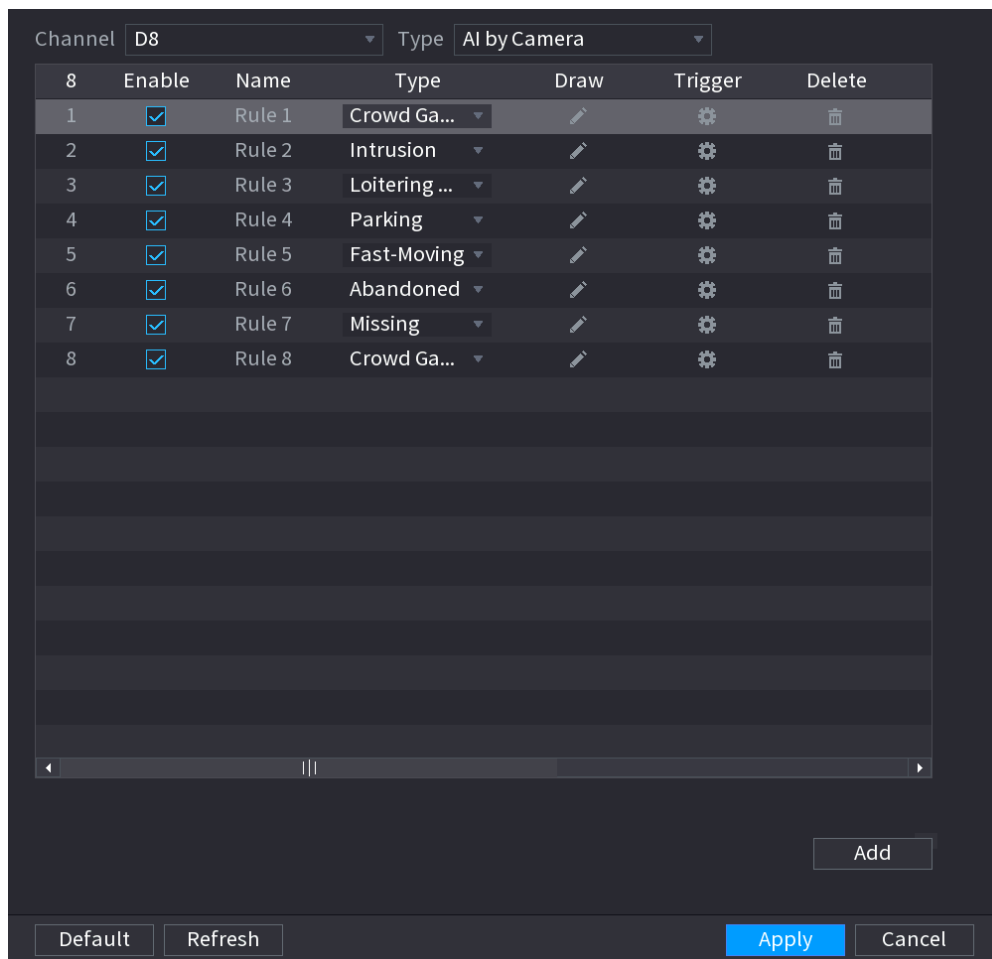 Channel D8 Type AI by Camera
8 Enable Name Type Draw Trigger Delete
1 Rule 1 Crowd Ga...
2 Rule 2 Intrusion
3 Rule 3 Loitering ...
4 Rule 4 Parking
5 Rule 5 Fast-Moving
6 Rule 6 Abandoned
7 Rule 7 Missing
8 Rule 8 Crowd Ga...
Add
Default Refresh Apply Cancel